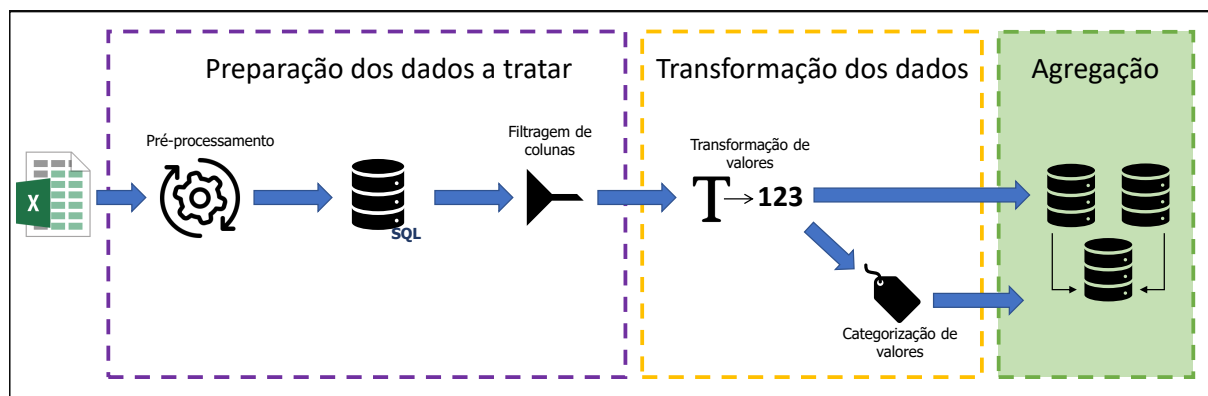 Preparação dos dados a tratar
Pré-processamento
X
SQL
Filtragem de
colunas
Transformação dos dados
Transformação de
valores
T → 123
Categorização de
valores
Agregação